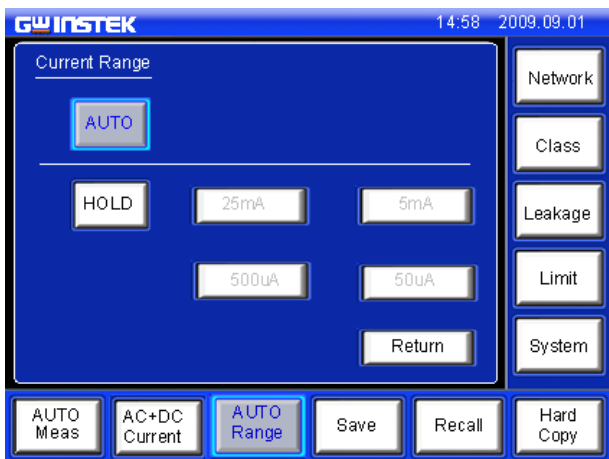 GWINSTEK 14:58 2009.09.01
Current Range
AUTO
HOLD 25mA 5mA
500uA 50uA
Return
Network
Class
Leakage
Limit
System
AUTO
Meas
AC+DC
Current
AUTO
Range
Save
Recall
Hard
Copy